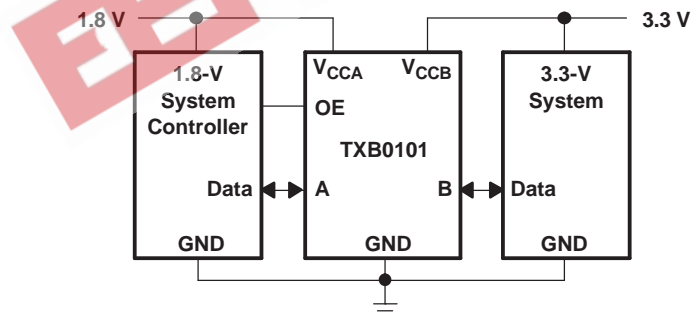 1.8 V
3.3 V
1.8-V
System
Controller
VCCA
VCCB
OE
TXB0101
3.3-V
System
Data
A
B
Data
GND
GND
GND